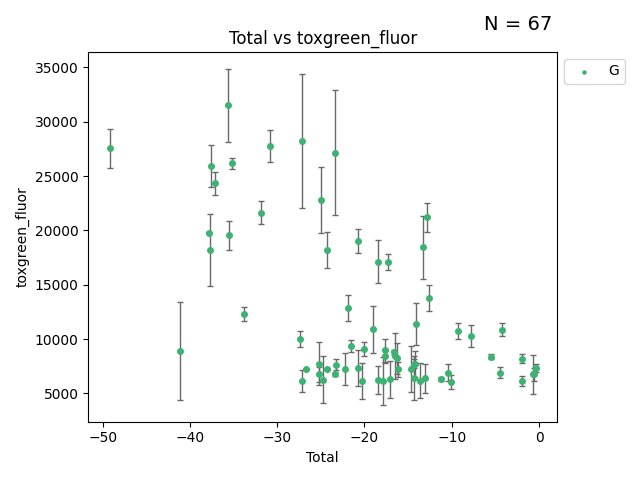 N = 67
Total vs toxgreen_fluor
G
35000
30000
25000
20000
15000
10000
5000
toxgreen_fluor
−50 −40 −30 −20 −10 0
Total